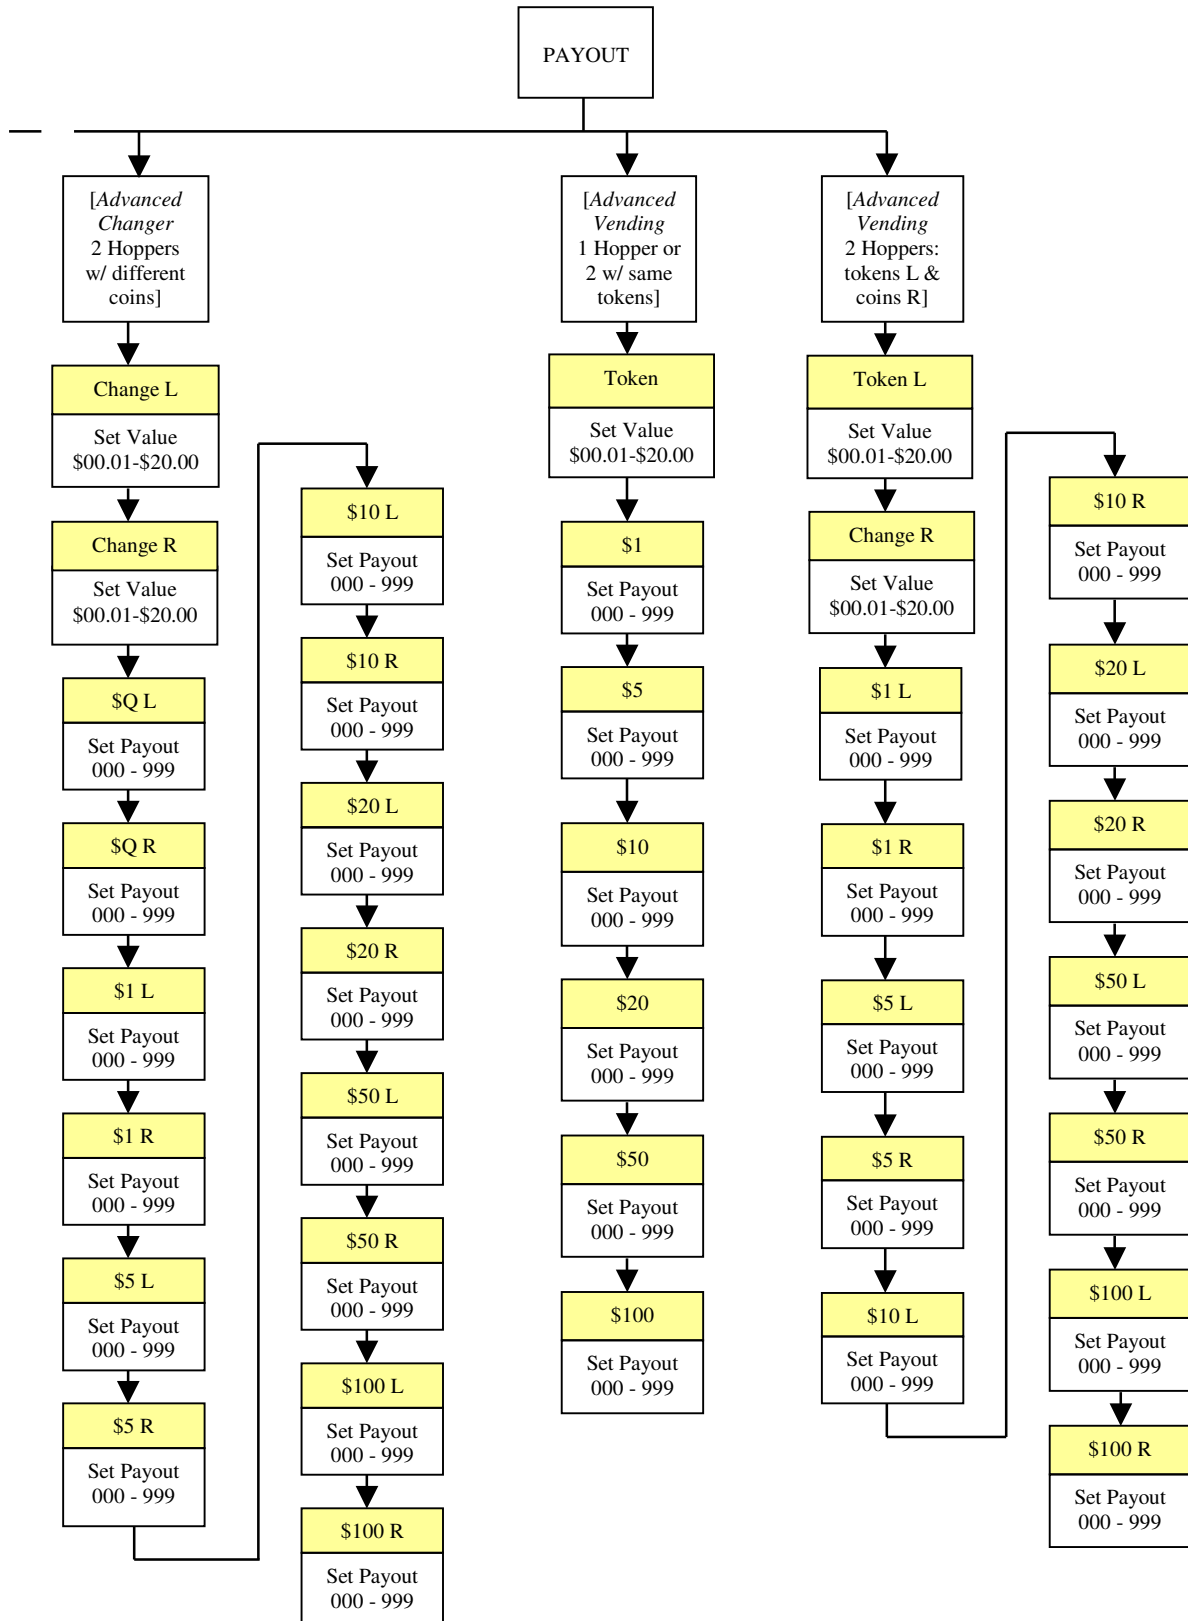 PAYOUT
[Advanced
Changer
2 Hoppers
w/ different
coins]
Change L
Set Value
$00.01-$20.00
Change R
Set Value
$00.01-$20.00
$Q L
Set Payout
000 - 999
$Q R
Set Payout
000 - 999
$1 L
Set Payout
000 - 999
$1 R
Set Payout
000 - 999
$5 L
Set Payout
000 - 999
$5 R
Set Payout
000 - 999
$10 L
Set Payout
000 - 999
$10 R
Set Payout
000 - 999
$20 L
Set Payout
000 - 999
$20 R
Set Payout
000 - 999
$50 L
Set Payout
000 - 999
$50 R
Set Payout
000 - 999
$100 L
Set Payout
000 - 999
$100 R
Set Payout
000 - 999
[Advanced
Vending
1 Hopper or
2 w/ same
tokens]
Token
Set Value
$00.01-$20.00
$1
Set Payout
000 - 999
$5
Set Payout
000 - 999
$10
Set Payout
000 - 999
$20
Set Payout
000 - 999
$50
Set Payout
000 - 999
$100
Set Payout
000 - 999
[Advanced
Vending
2 Hoppers:
tokens L &
coins R]
Token L
Set Value
$00.01-$20.00
Change R
Set Value
$00.01-$20.00
$1 L
Set Payout
000 - 999
$1 R
Set Payout
000 - 999
$5 L
Set Payout
000 - 999
$5 R
Set Payout
000 - 999
$10 L
Set Payout
000 - 999
$10 R
Set Payout
000 - 999
$20 L
Set Payout
000 - 999
$20 R
Set Payout
000 - 999
$50 L
Set Payout
000 - 999
$50 R
Set Payout
000 - 999
$100 L
Set Payout
000 - 999
$100 R
Set Payout
000 - 999